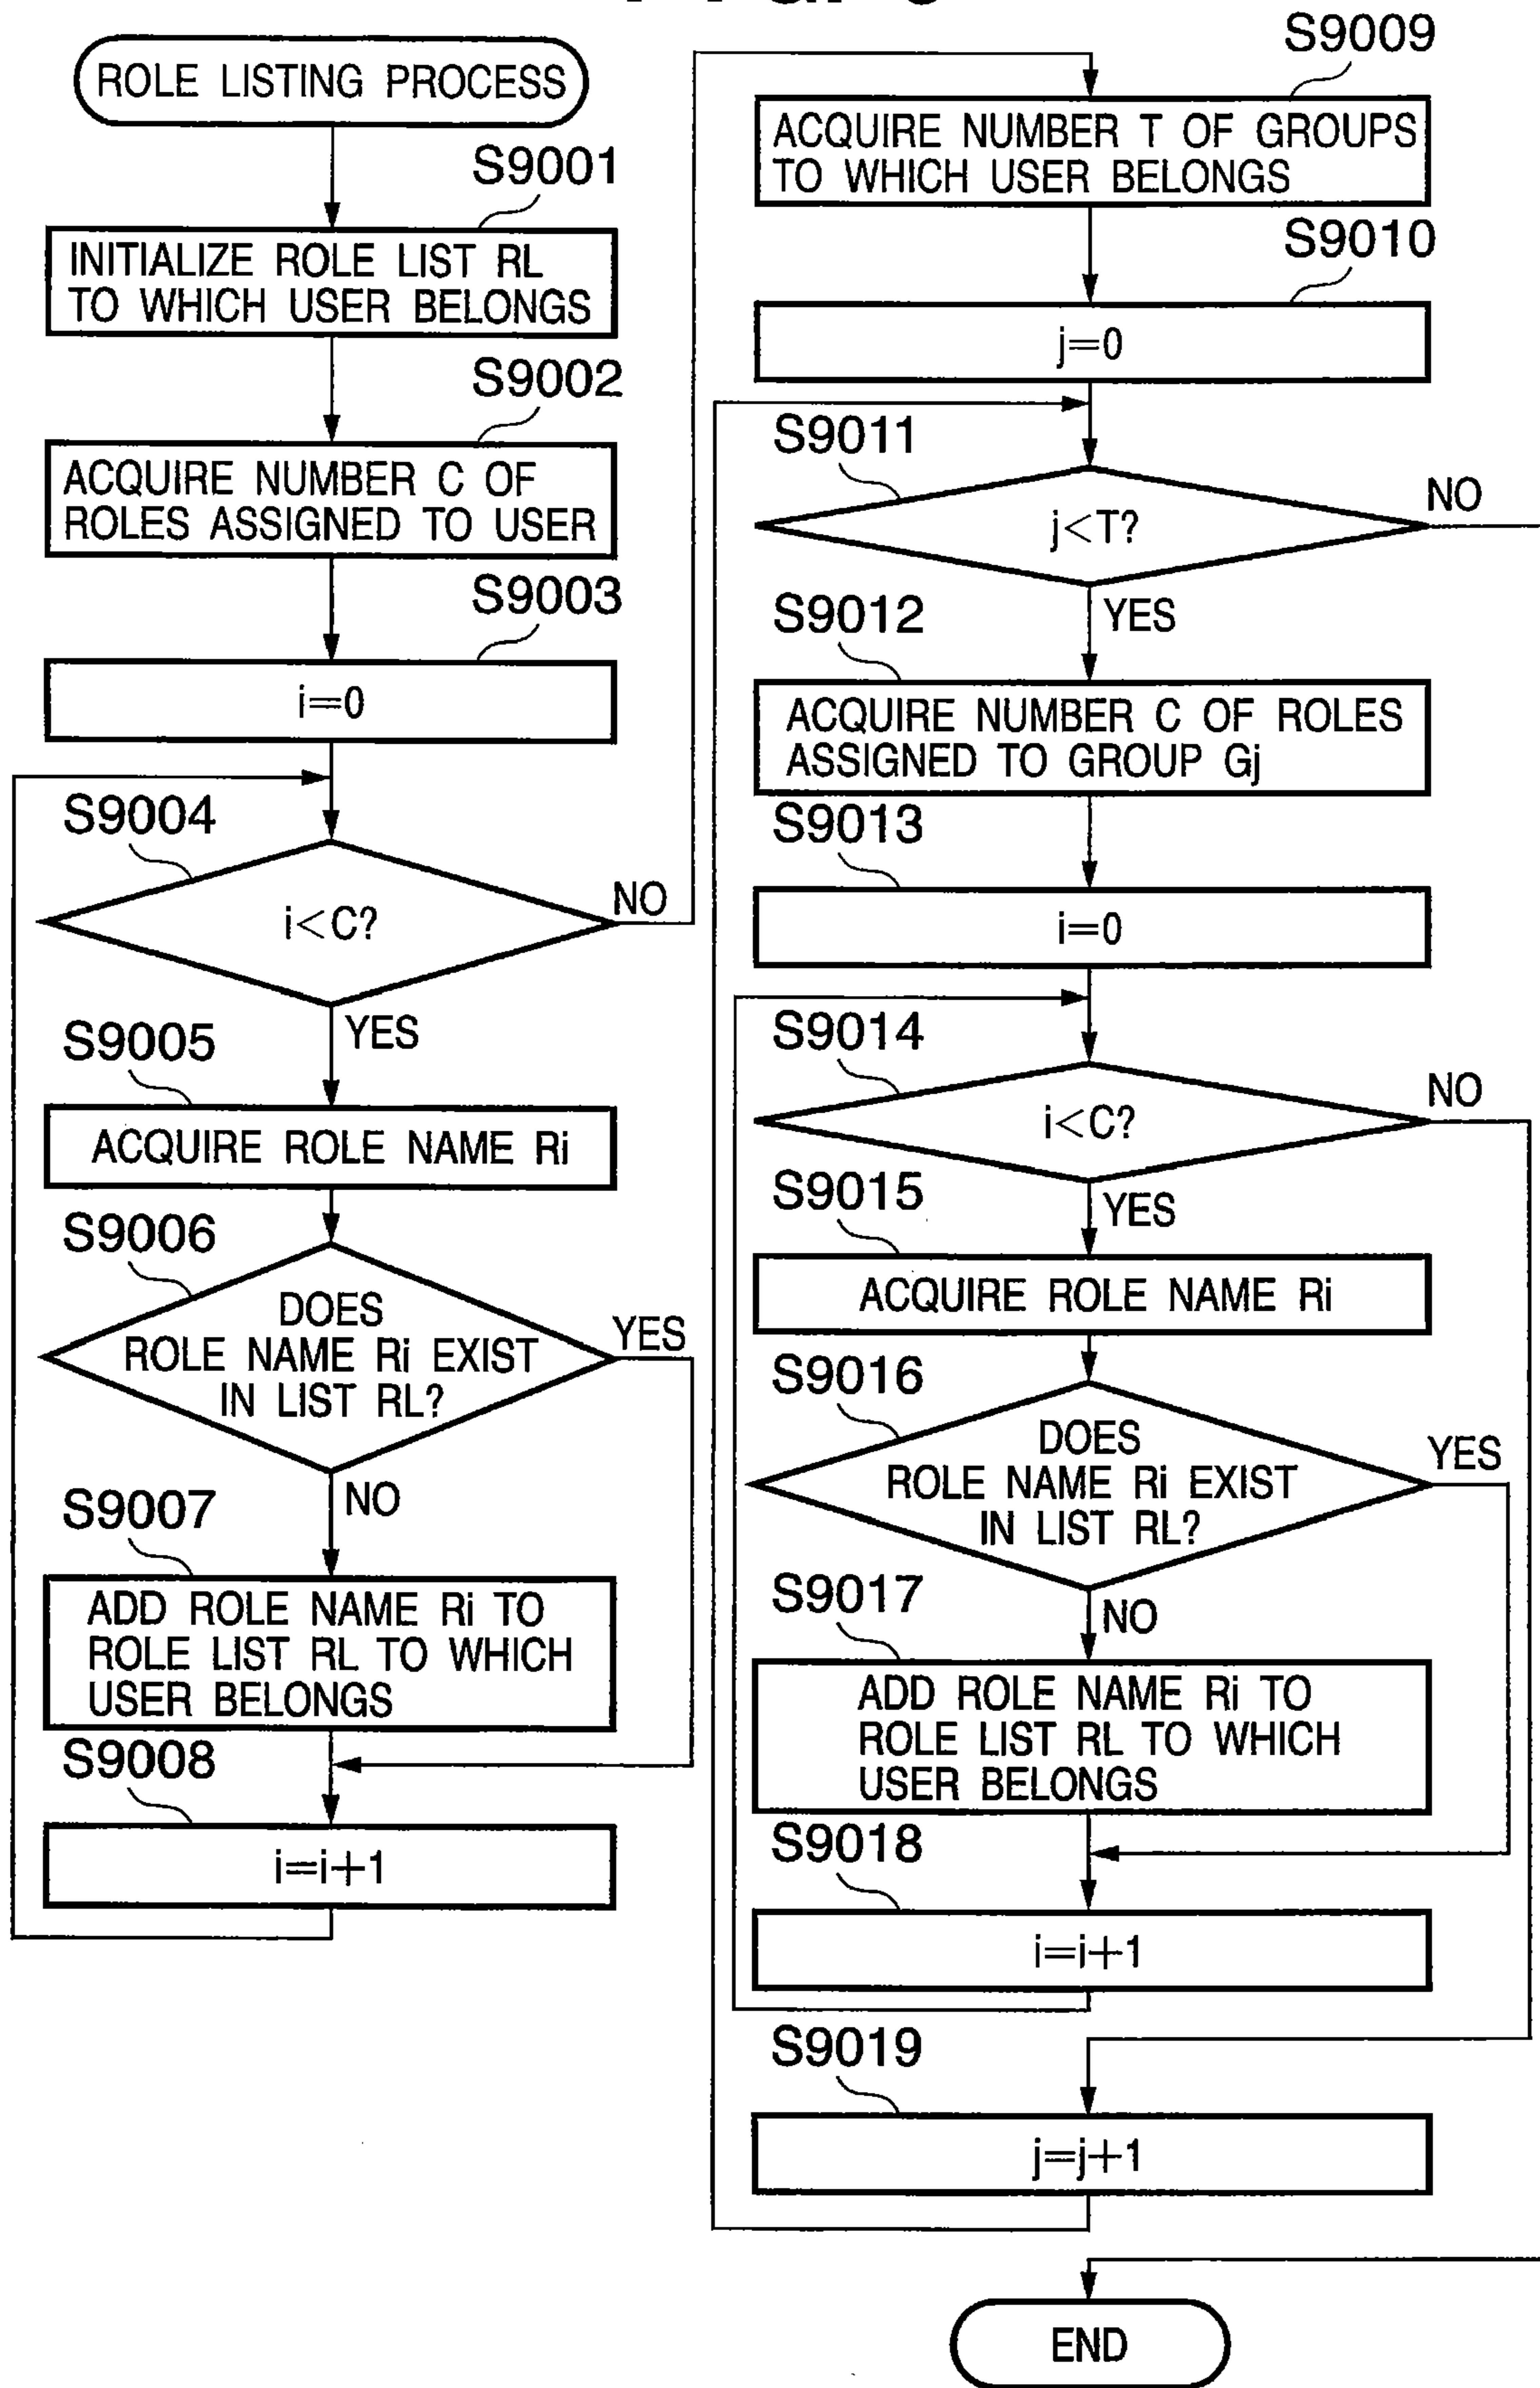 ROLE LISTING PROCESS
S9001
INITIALIZE ROLE LIST RL
TO WHICH USER BELONGS
S9002
ACQUIRE NUMBER C OF
ROLES ASSIGNED TO USER
S9003
i=0
S9004
i<C?
NO
YES
S9005
ACQUIRE ROLE NAME Ri
S9006
DOES
ROLE NAME Ri EXIST
IN LIST RL?
YES
NO
S9007
ADD ROLE NAME Ri TO
ROLE LIST RL TO WHICH
USER BELONGS
S9008
i=i+1
S9009
ACQUIRE NUMBER T OF GROUPS
TO WHICH USER BELONGS
S9010
j=0
S9011
j<T?
NO
YES
S9012
ACQUIRE NUMBER C OF ROLES
ASSIGNED TO GROUP Gj
S9013
i=0
S9014
i<C?
NO
YES
S9015
ACQUIRE ROLE NAME Ri
S9016
DOES
ROLE NAME Ri EXIST
IN LIST RL?
YES
NO
S9017
ADD ROLE NAME Ri TO
ROLE LIST RL TO WHICH
USER BELONGS
S9018
i=i+1
S9019
j=j+1
END